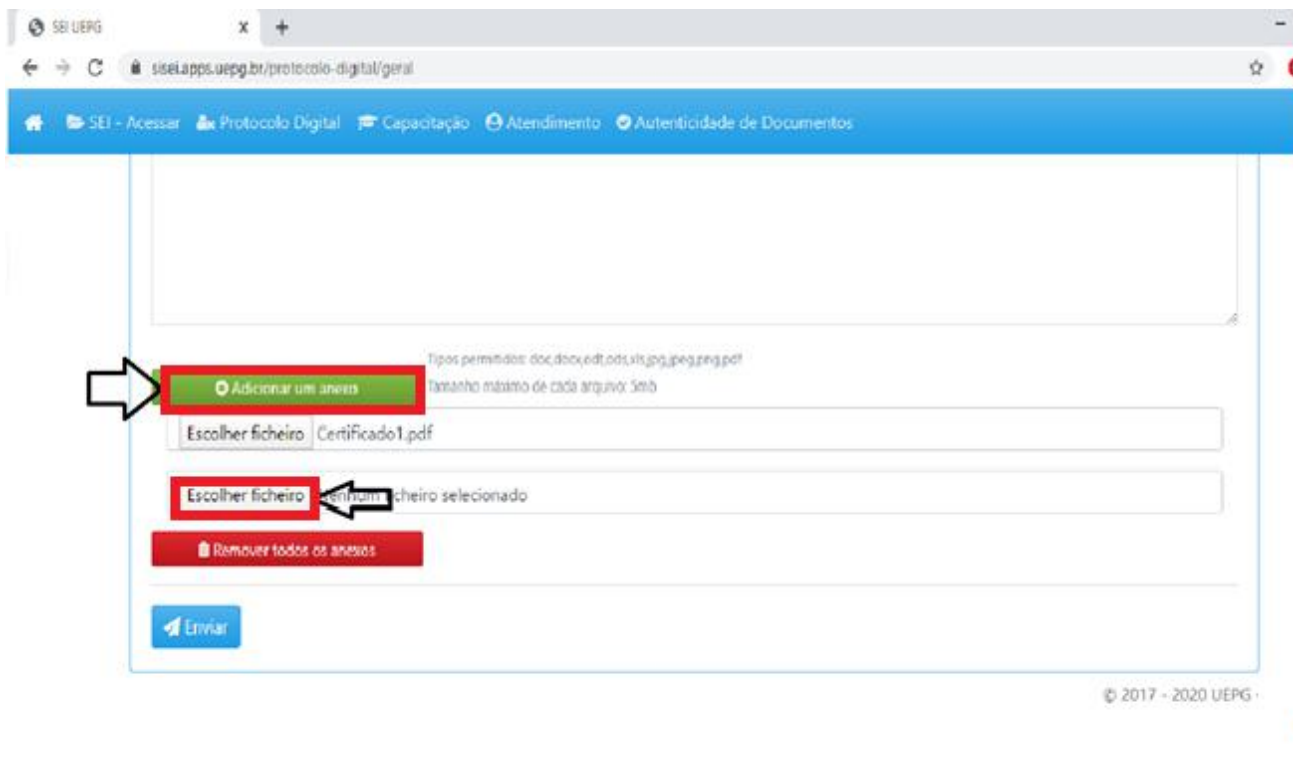 SEI UEPG
sisei.apps.uepg.br/protocolo-digital/geral
SEI - Acessar Protocolo Digital Capacitação Atendimento Autenticidade de Documentos
Tipos permitidos: doc,docx,odt,ods,xls,jpg,jpeg,png,pdf
Adicionar um anexo
Tamanho máximo de cada arquivo: 5mb
Escolher ficheiro Certificado1.pdf
Escolher ficheiro selecionado
Remover todos os anexos
Enviar
© 2017 - 2020 UEPG ·